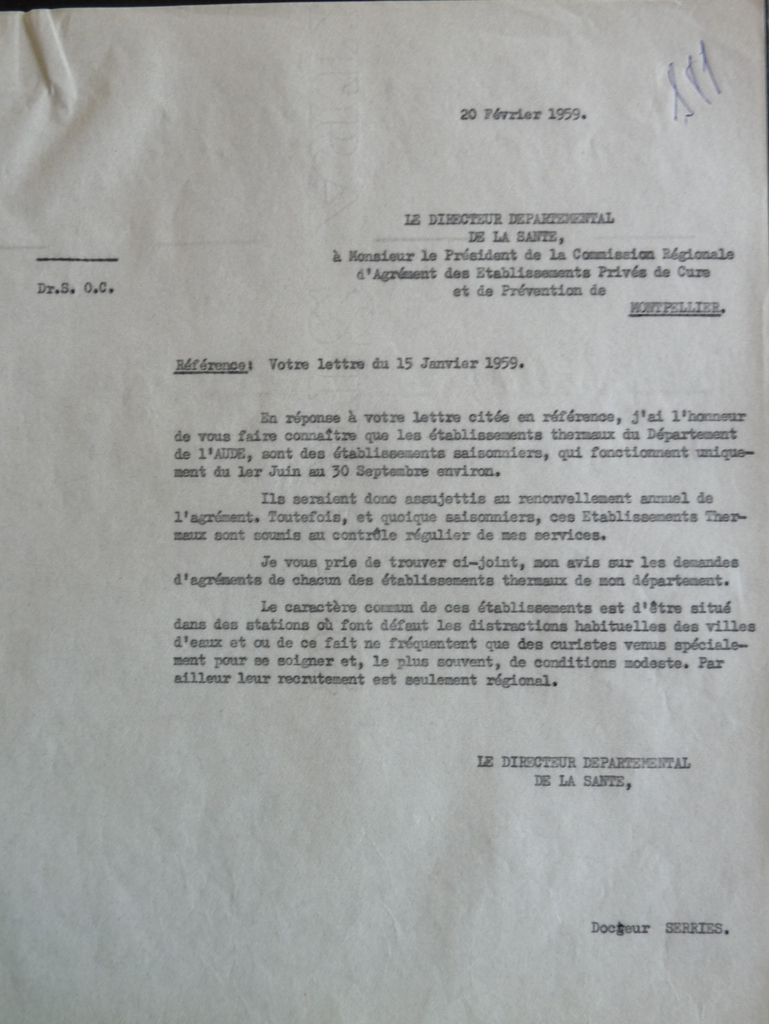 20 Février 1959.
LE DIRECTEUR DEPARTEMENTAL
DE LA SANTE,
à Monsieur le Président de la Commission Régionale
d'Agrément des Etablissements Privés de Cure
et de Prévention de
MONTPELLIER.
Dr.S. O.C.
Référence: Votre lettre du 15 Janvier 1959.
En réponse à votre lettre citée en référence, j'ai l'honneur
de vous faire connaître que les établissements thermaux du Département
de l'AUDE, sont des établissements saisonniers, qui fonctionnent unique-
ment du 1er Juin au 30 Septembre environ.
Ils seraient donc assujettis au renouvellement annuel de
l'agrément. Toutefois, et quoique saisonniers, ces Etablissements Ther-
maux sont soumis au contrôle régulier de mes services.
Je vous prie de trouver ci-joint, mon avis sur les demandes
d'agréments de chacun des établissements thermaux de mon département.
Le caractère commun de ces établissements est d'être situé
dans des stations où font défaut les distractions habituelles des villes
d'eaux et ou de ce fait ne fréquentent que des curistes venus spéciale-
ment pour se soigner et, le plus souvent, de conditions modeste. Par
ailleur leur recrutement est seulement régional.
LE DIRECTEUR DEPARTEMENTAL
DE LA SANTE,
Docteur SERRIES.